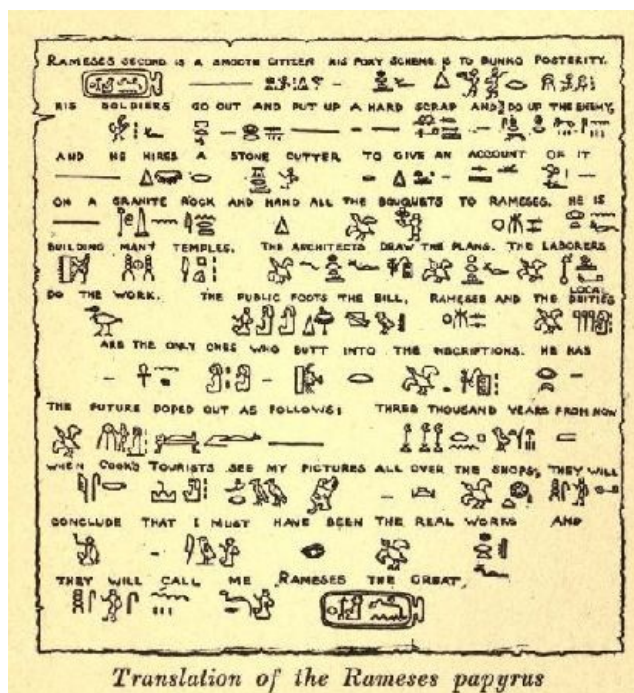 RAMESES SECOND IS A SMOOTH CITIZEN HIS FOXY SCHEME IS TO BUNKO POSTERITY.
HIS SOLDIERS GO OUT AND PUT UP A HARD SCRAP AND DO UP THE ENEMY,
AND HE HIRES A STONE CUTTER TO GIVE AN ACCOUNT OF IT
ON A GRANITE ROCK AND HAND ALL THE BOUQUETS TO RAMESES. HE IS
BUILDING MANY TEMPLES. THE ARCHITECTS DRAW THE PLANS. THE LABORERS
DO THE WORK. THE PUBLIC FOOTS THE BILL, RAMESES AND THE LOCAL DEITIES
ARE THE ONLY ONES WHO BUTT INTO THE INSCRIPTIONS. HE HAS
THE FUTURE DOPED OUT AS FOLLOWS: THREE THOUSAND YEARS FROM NOW
WHEN COOK'S TOURISTS SEE MY PICTURES ALL OVER THE SHOPS, THEY WILL
CONCLUDE THAT I MUST HAVE BEEN THE REAL WORKS AND
THEY WILL CALL ME RAMESES THE GREAT.
Translation of the Rameses papyrus